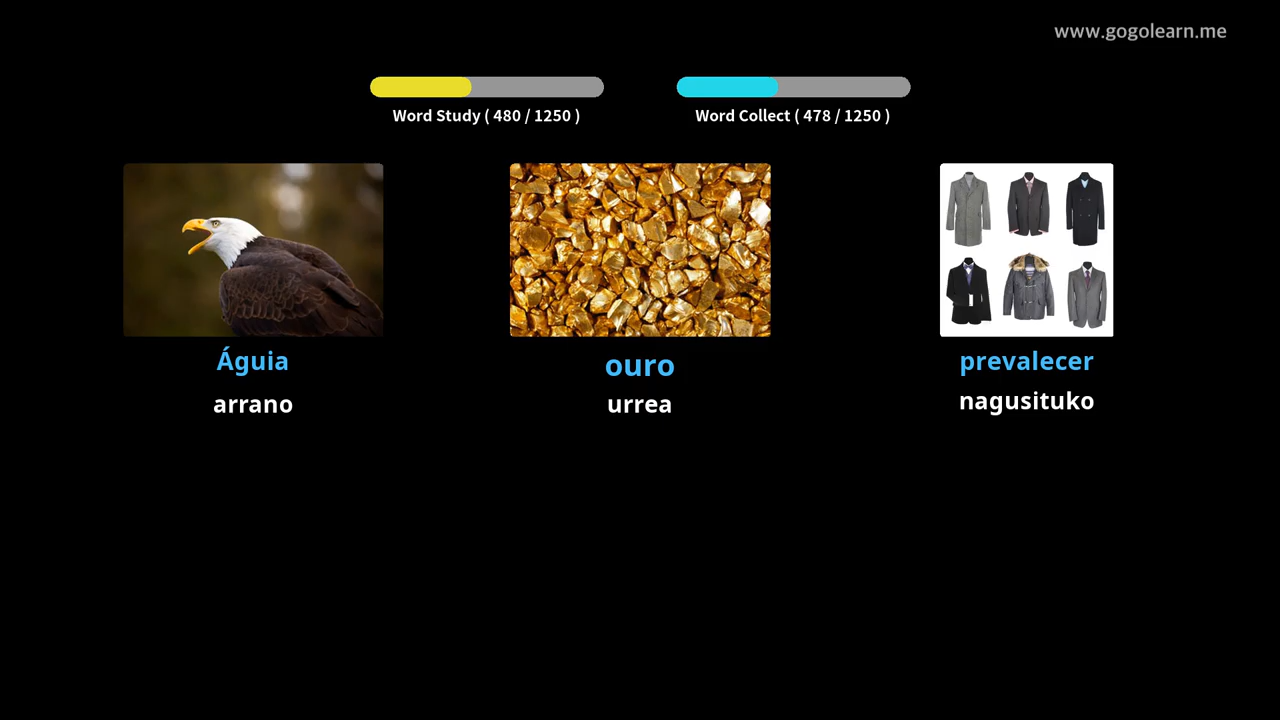 www.gogolearn.me
Word Study ( 480 / 1250 )
Word Collect ( 478 / 1250 )
Águia
arrano
ouro
urrea
prevalecer
nagusituko